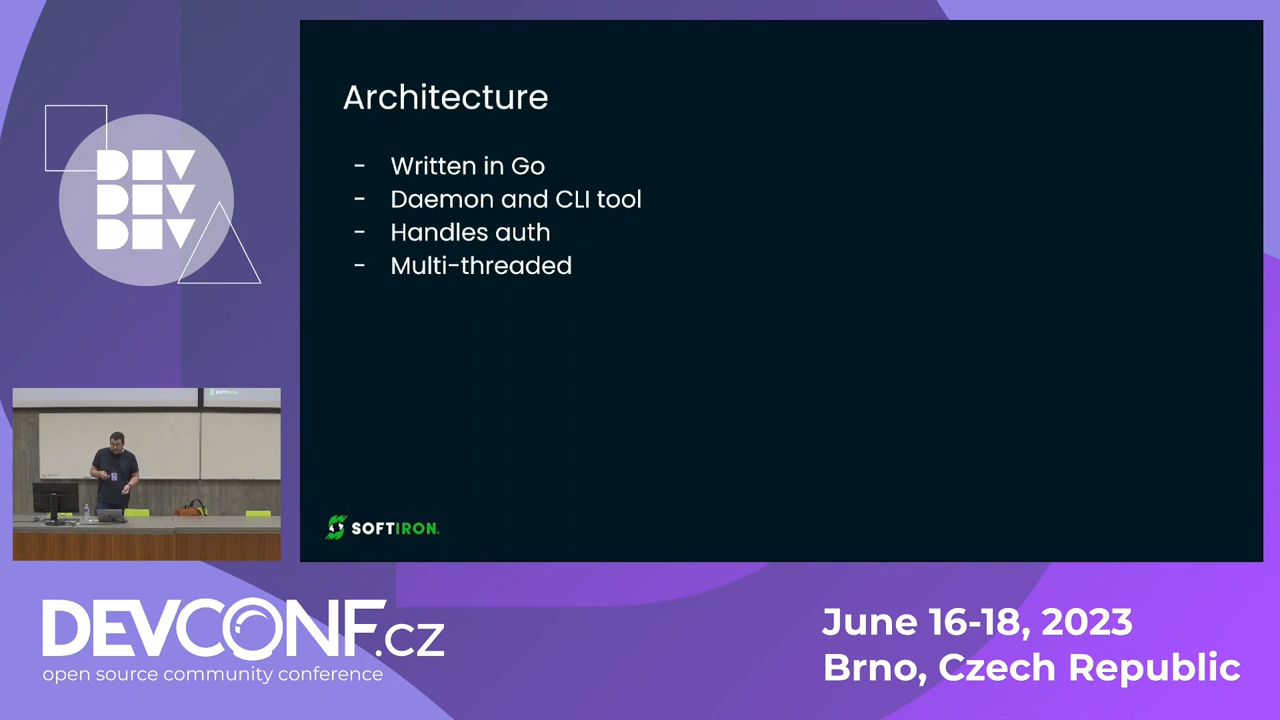 DEV
DEV
DEV
Architecture
- Written in Go
- Daemon and CLI tool
- Handles auth
- Multi-threaded
SOFTIRON
SOFTIRON
DEVCONF.cz
open source community conference
June 16-18, 2023
Brno, Czech Republic